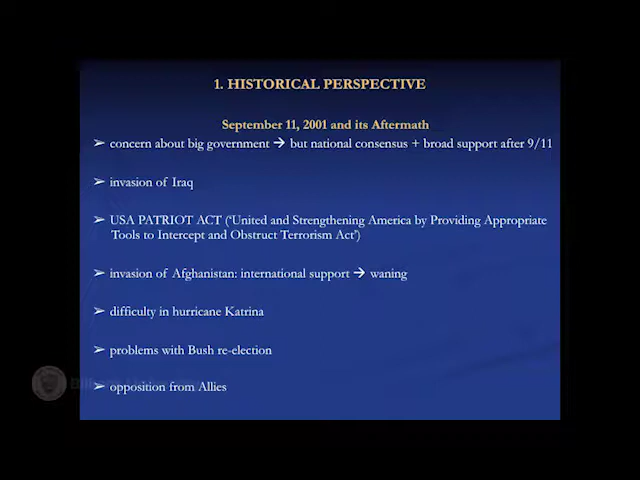 1. HISTORICAL PERSPECTIVE
September 11, 2001 and its Aftermath
➢ concern about big government → but national consensus + broad support after 9/11
➢ invasion of Iraq
➢ USA PATRIOT ACT ('United and Strengthening America by Providing Appropriate
Tools to Intercept and Obstruct Terrorism Act')
➢ invasion of Afghanistan: international support → waning
➢ difficulty in hurricane Katrina
➢ problems with Bush re-election
➢ opposition from Allies